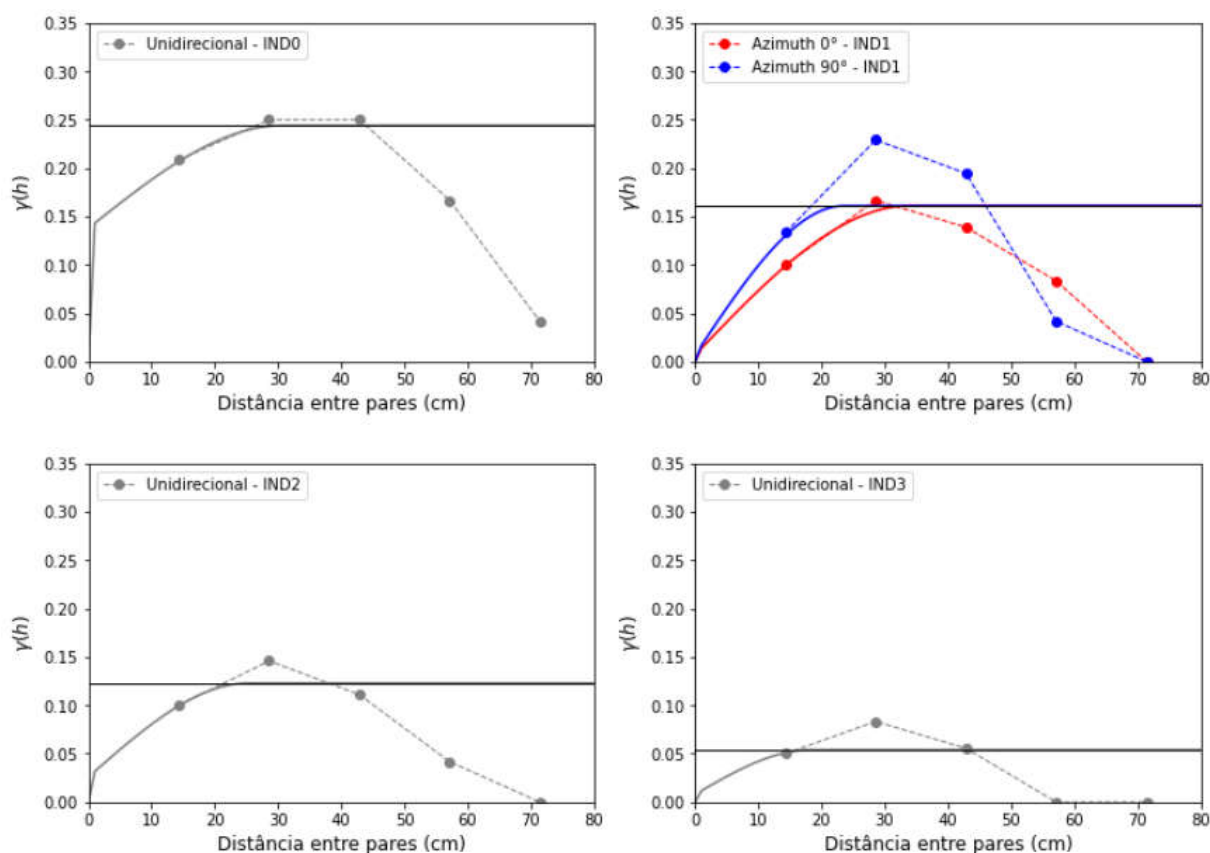 0.35
0.30
0.25
0.20
0.15
0.10
0.05
0.00
γ(h)
Unidirecional - IND0
0 10 20 30 40 50 60 70 80
Distância entre pares (cm)
0.35
0.30
0.25
0.20
0.15
0.10
0.05
0.00
γ(h)
Azimuth 0° - IND1
Azimuth 90° - IND1
0 10 20 30 40 50 60 70 80
Distância entre pares (cm)
0.35
0.30
0.25
0.20
0.15
0.10
0.05
0.00
γ(h)
Unidirecional - IND2
0 10 20 30 40 50 60 70 80
Distância entre pares (cm)
0.35
0.30
0.25
0.20
0.15
0.10
0.05
0.00
γ(h)
Unidirecional - IND3
0 10 20 30 40 50 60 70 80
Distância entre pares (cm)